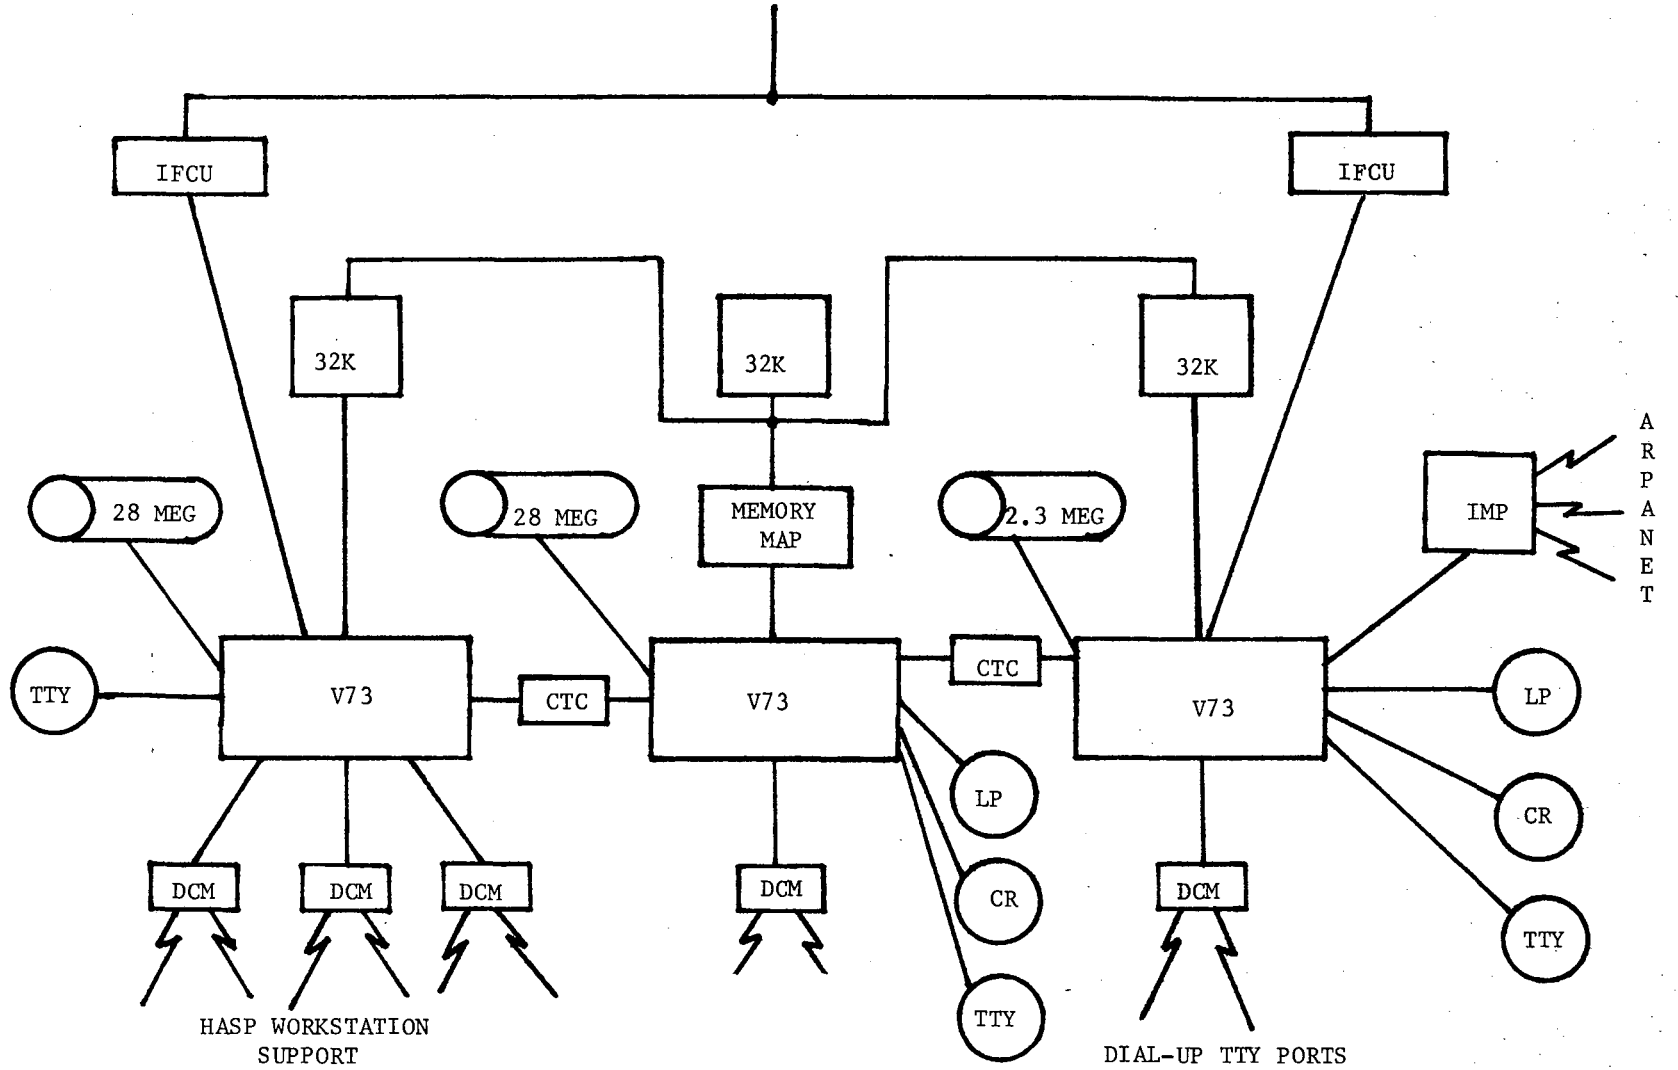 IFCU
IFCU
32K
32K
32K
28 MEG
28 MEG
MEMORY
MAP
2.3 MEG
IMP
ARPANET
TTY
V73
CTC
V73
CTC
V73
LP
LP
CR
DCM
DCM
DCM
DCM
CR
DCM
TTY
TTY
HASP WORKSTATION
SUPPORT
DIAL-UP TTY PORTS